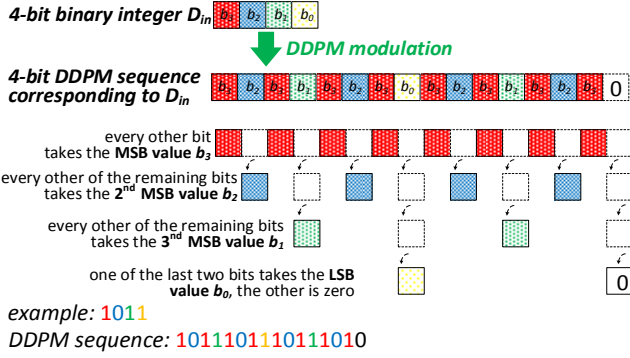 4-bit binary integer D_in
b₃ b₂ b₁ b₀
DDPM modulation
4-bit DDPM sequence
corresponding to D_in
b₃ b₂ b₃ b₁ b₃ b₂ b₃ b₀ b₃ b₂ b₃ b₁ b₃ b₂ b₃ 0
every other bit
takes the MSB value b₃
every other of the remaining bits
takes the 2nd MSB value b₂
every other of the remaining bits
takes the 3nd MSB value b₁
one of the last two bits takes the LSB
value b₀, the other is zero
0
example: 1011
DDPM sequence: 1011101110111010